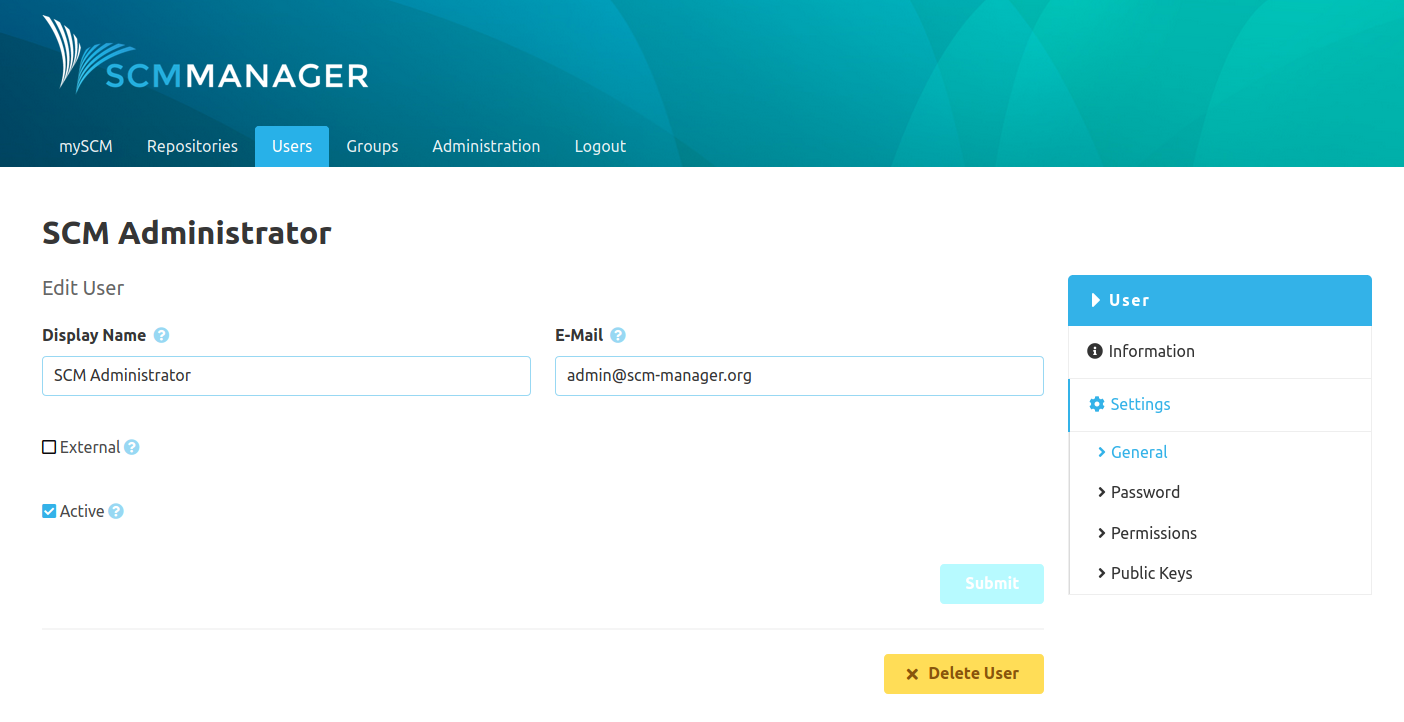 SCMMANAGER
mySCM Repositories Users Groups Administration Logout
SCM Administrator
Edit User
Display Name ? E-Mail ?
SCM Administrator admin@scm-manager.org
External ?
Active ?
Submit
Delete User
User
Information
Settings
General
Password
Permissions
Public Keys